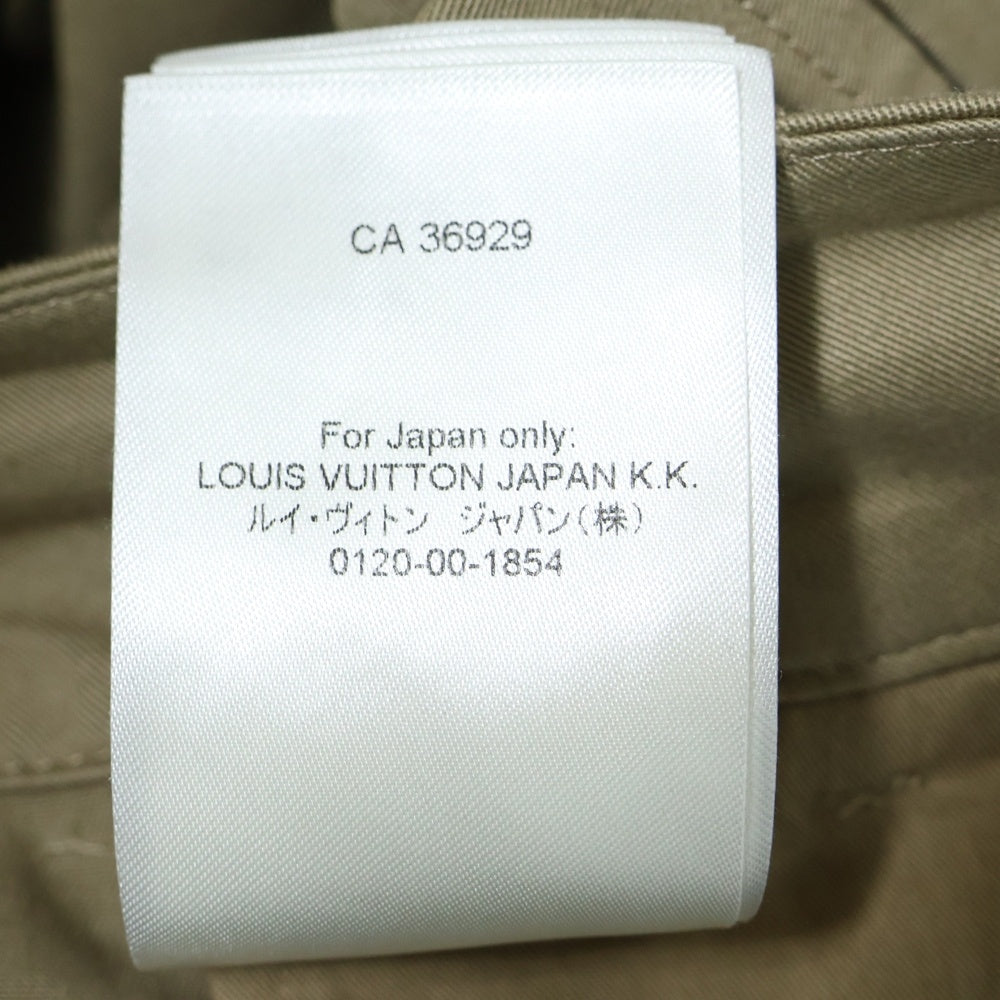 CA 36929
For Japan only:
LOUIS VUITTON JAPAN K.K.
ルイ・ヴィトン　ジャパン(株)
0120-00-1854